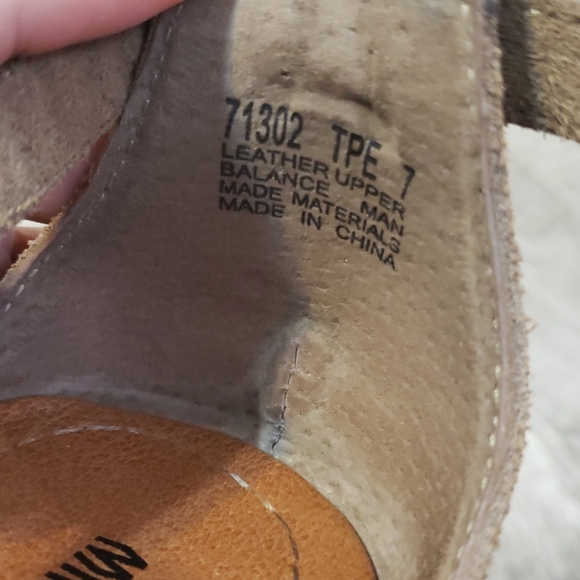 71302 TPE 7
LEATHER UPPER
BALANCE MAN
MADE MATERIALS
MADE IN CHINA